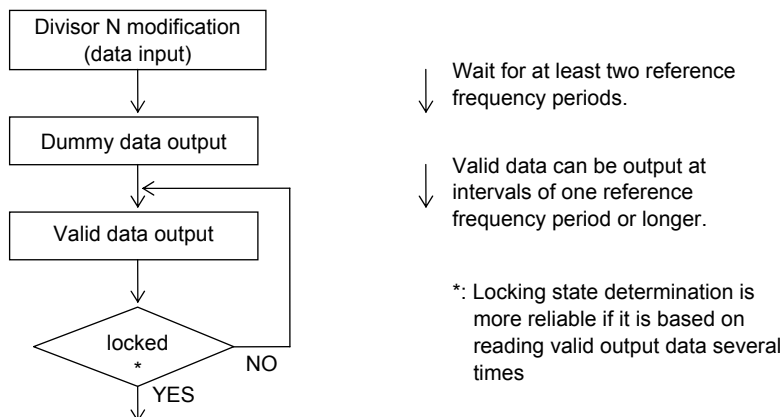 Divisor N modification
(data input)
Wait for at least two reference
frequency periods.
Dummy data output
Valid data can be output at
intervals of one reference
frequency period or longer.
Valid data output
*: Locking state determination is
more reliable if it is based on
reading valid output data several
times
locked
*
NO
YES